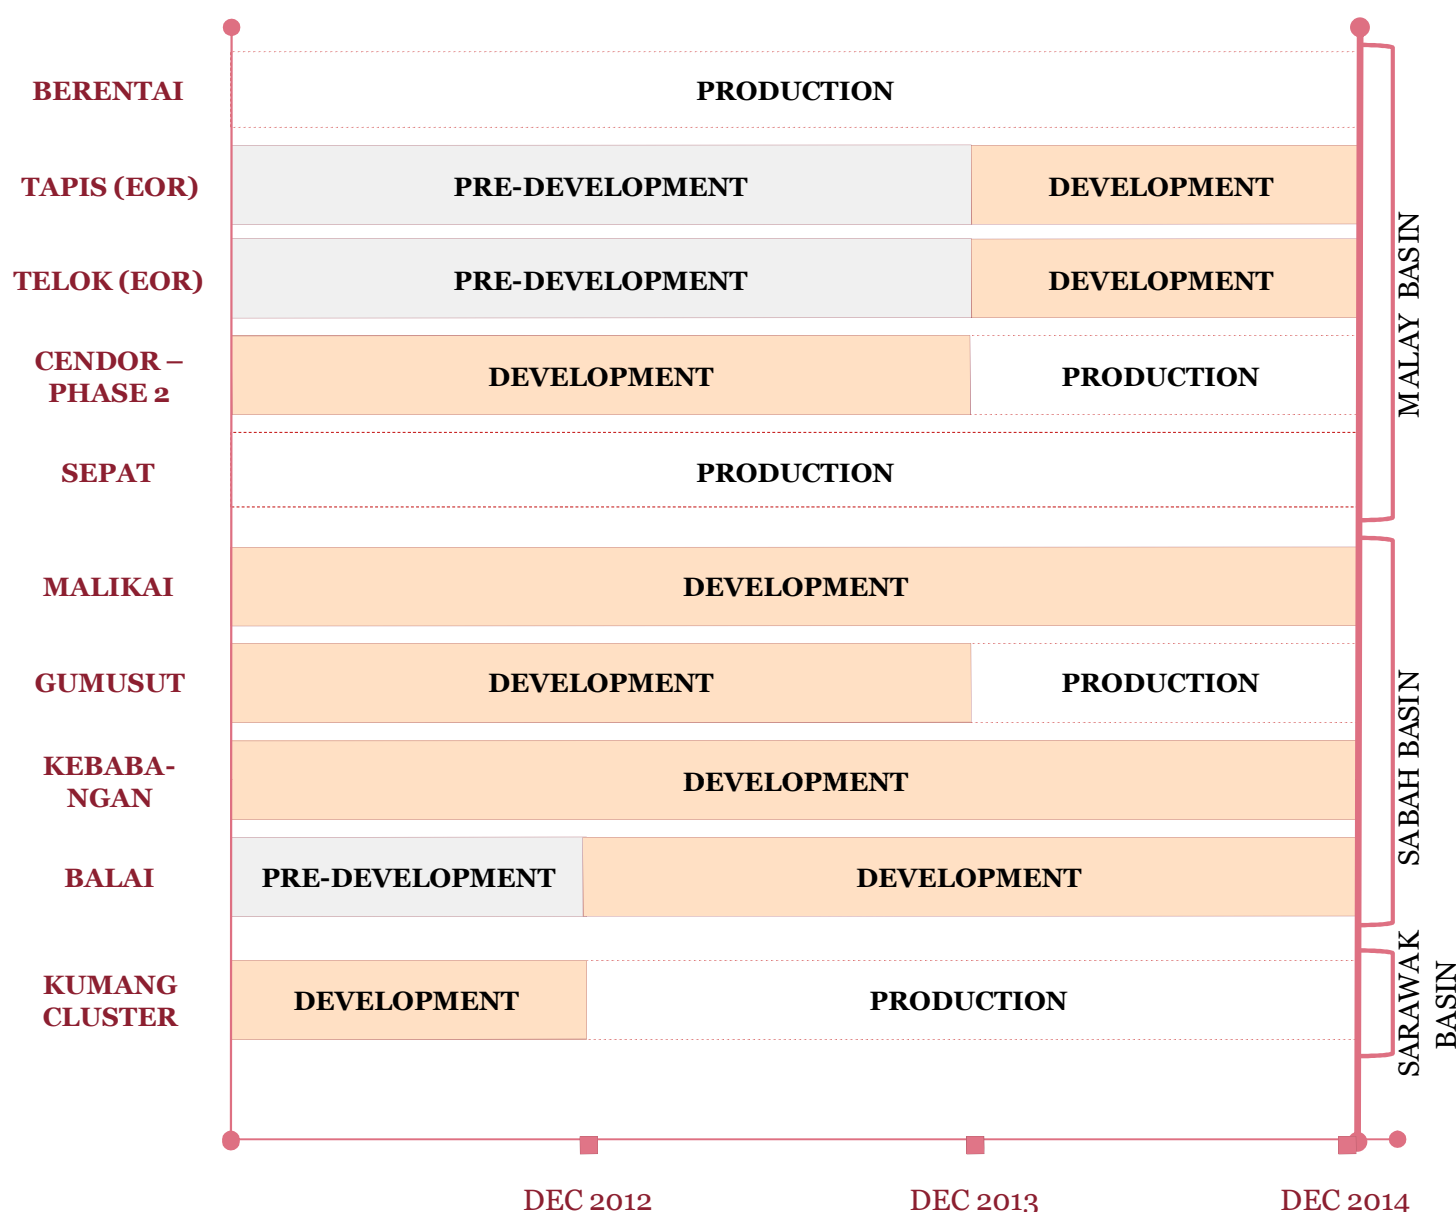 BERENTAI
PRODUCTION
TAPIS (EOR)
PRE-DEVELOPMENT
DEVELOPMENT
TELOK (EOR)
PRE-DEVELOPMENT
DEVELOPMENT
CENDOR –
PHASE 2
DEVELOPMENT
PRODUCTION
SEPAT
PRODUCTION
MALAY BASIN
MALIKAI
DEVELOPMENT
GUMUSUT
DEVELOPMENT
PRODUCTION
KEBABA-
NGAN
DEVELOPMENT
BALAI
PRE-DEVELOPMENT
DEVELOPMENT
SABAH BASIN
KUMANG
CLUSTER
DEVELOPMENT
PRODUCTION
SARAWAK
BASIN
DEC 2012
DEC 2013
DEC 2014